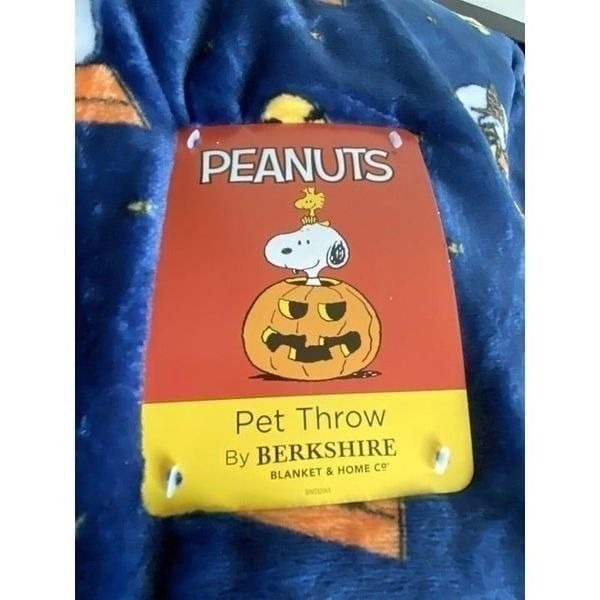 PEANUTS
Pet Throw
By BERKSHIRE
BLANKET & HOME Cº